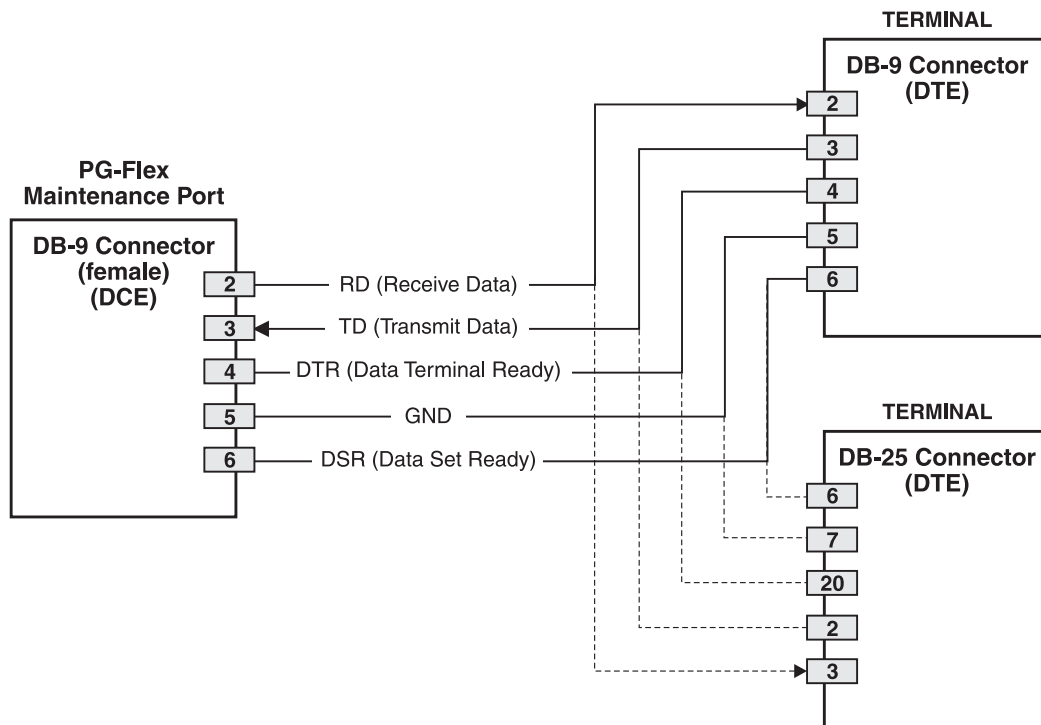 TERMINAL
DB-9 Connector
(DTE)
2
3
4
5
6
PG-Flex
Maintenance Port
DB-9 Connector
(female)
(DCE)
2
3
4
5
6
RD (Receive Data)
TD (Transmit Data)
DTR (Data Terminal Ready)
GND
DSR (Data Set Ready)
TERMINAL
DB-25 Connector
(DTE)
6
7
20
2
3